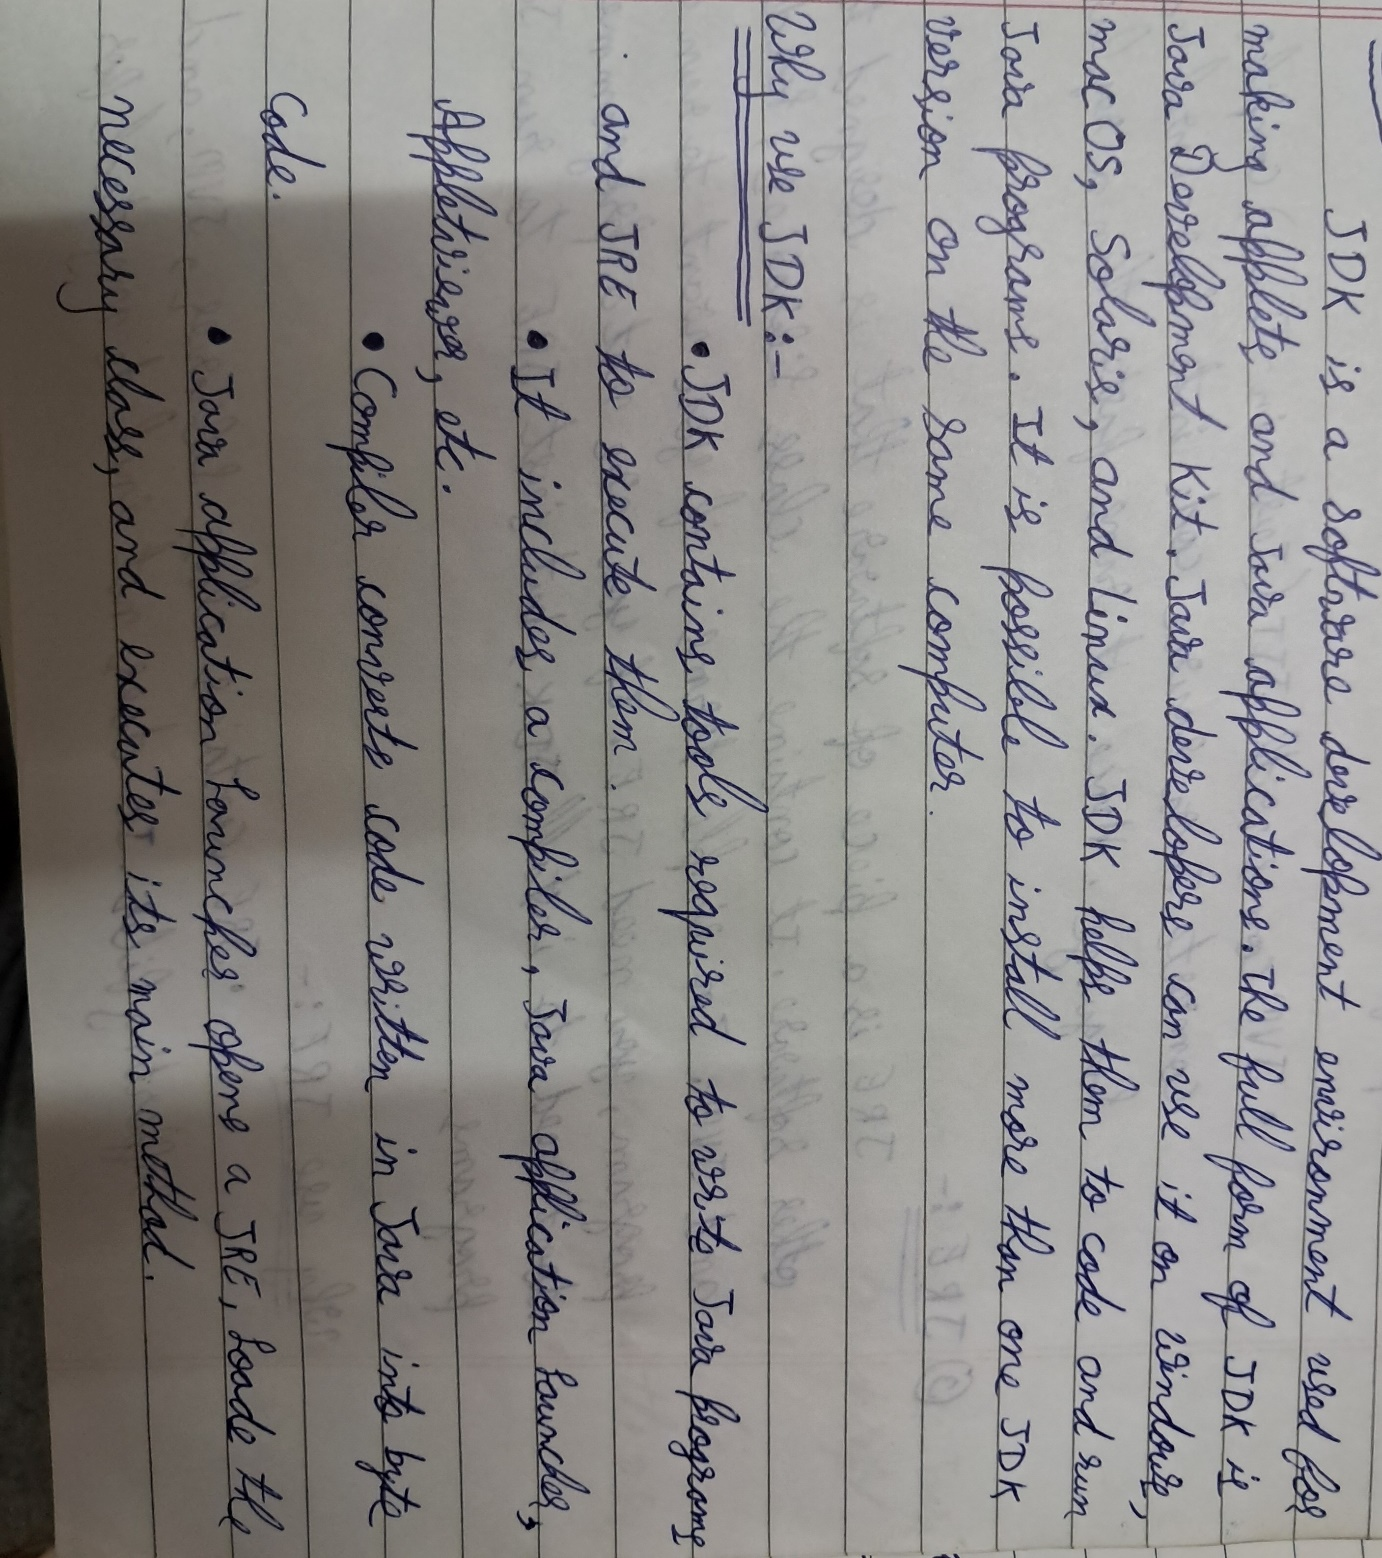 JDK is a software development environment used for
making applets and Java applications. The full form of JDK is
Java Development Kit. Java developers can use it on windows,
mac OS, Solaris, and Linux. JDK helps them to code and run
Java programs. It is possible to install more than one JDK
version on the same computer.
Why use JDK :-
• JDK contains tools required to write Java programs
and JRE to execute them.
• It includes a compiler, Java application launcher,
Appletviewer, etc.
• Compiler converts code written in Java into byte
Code.
• Java application Launcher opens a JRE, Loads the
necessary class, and executes its main method.